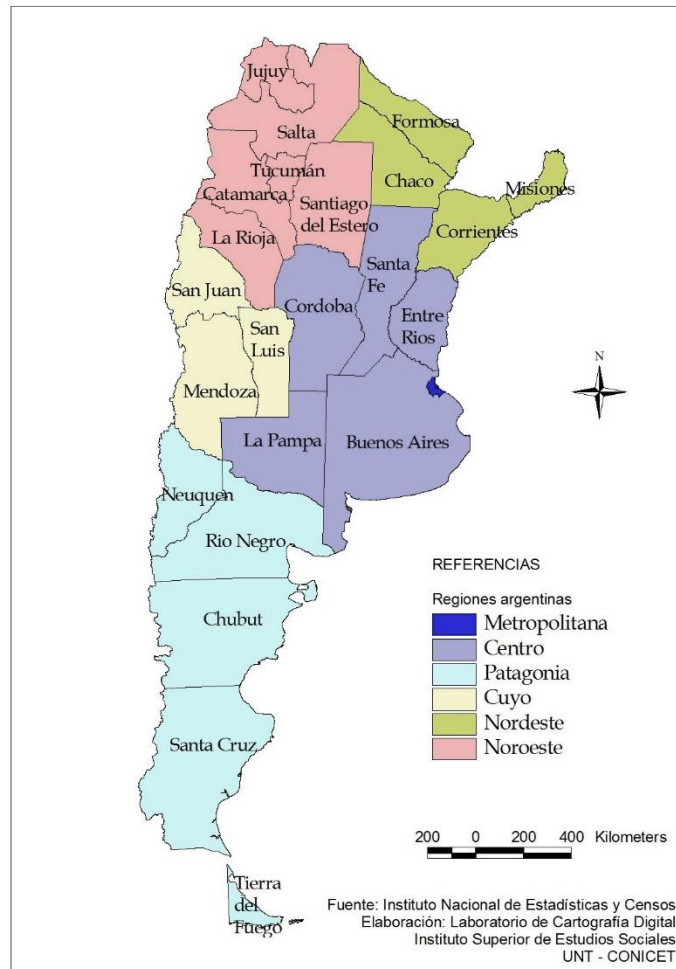 Jujuy
Formosa
Salta
Misiones
Tucumán
Chaco
Catamarca
Santiago
del Estero
Corrientes
La Rioja
Santa
Fe
San Juan
Cordoba
Entre
Rios
San
Luis
Mendoza
N
La Pampa
Buenos Aires
Neuquen
Rio Negro
Chubut
Santa Cruz
Tierra
del
Fuego
REFERENCIAS
Regiones argentinas
Metropolitana
Centro
Patagonia
Cuyo
Nordeste
Noroeste
200 0 200 400 Kilometers
Fuente: Instituto Nacional de Estadísticas y Censos
Elaboración: Laboratorio de Cartografía Digital
Instituto Superior de Estudios Sociales
UNT - CONICET